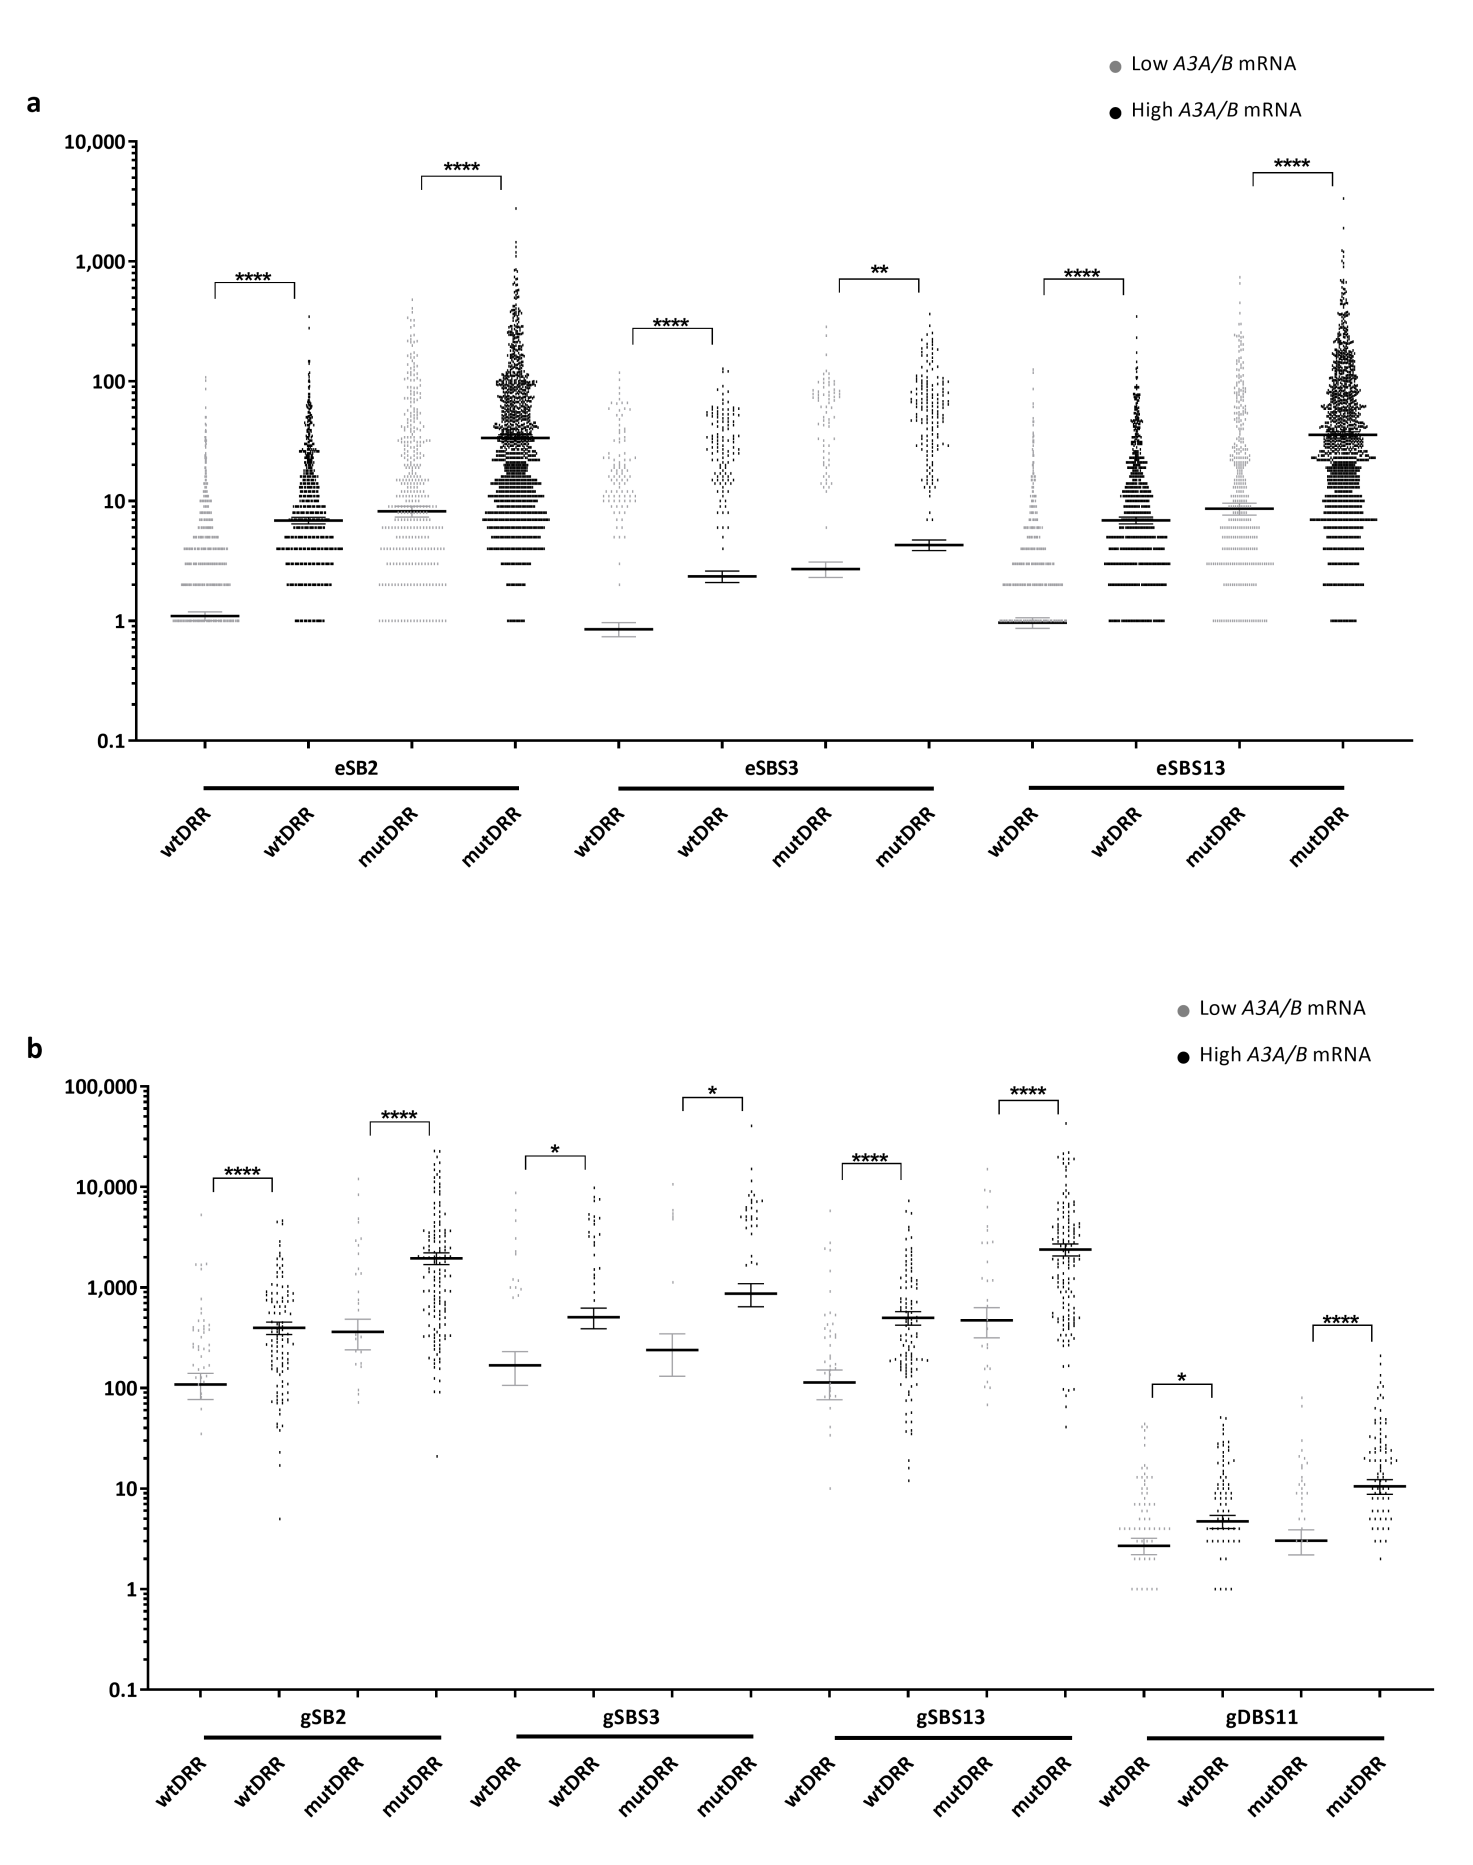 Low A3A/B mRNA
High A3A/B mRNA
a
10,000
1,000
100
10
1
0.1
****
****
****
**
****
****
eSB2
eSBS3
eSBS13
wtDRR
wtDRR
mutDRR
mutDRR
wtDRR
wtDRR
mutDRR
mutDRR
wtDRR
wtDRR
mutDRR
mutDRR
Low A3A/B mRNA
High A3A/B mRNA
b
100,000
10,000
1,000
100
10
1
0.1
****
****
*
*
****
****
*
****
gSB2
gSBS3
gSBS13
gDBS11
wtDRR
wtDRR
mutDRR
mutDRR
wtDRR
wtDRR
mutDRR
mutDRR
wtDRR
wtDRR
mutDRR
mutDRR
wtDRR
wtDRR
mutDRR
mutDRR